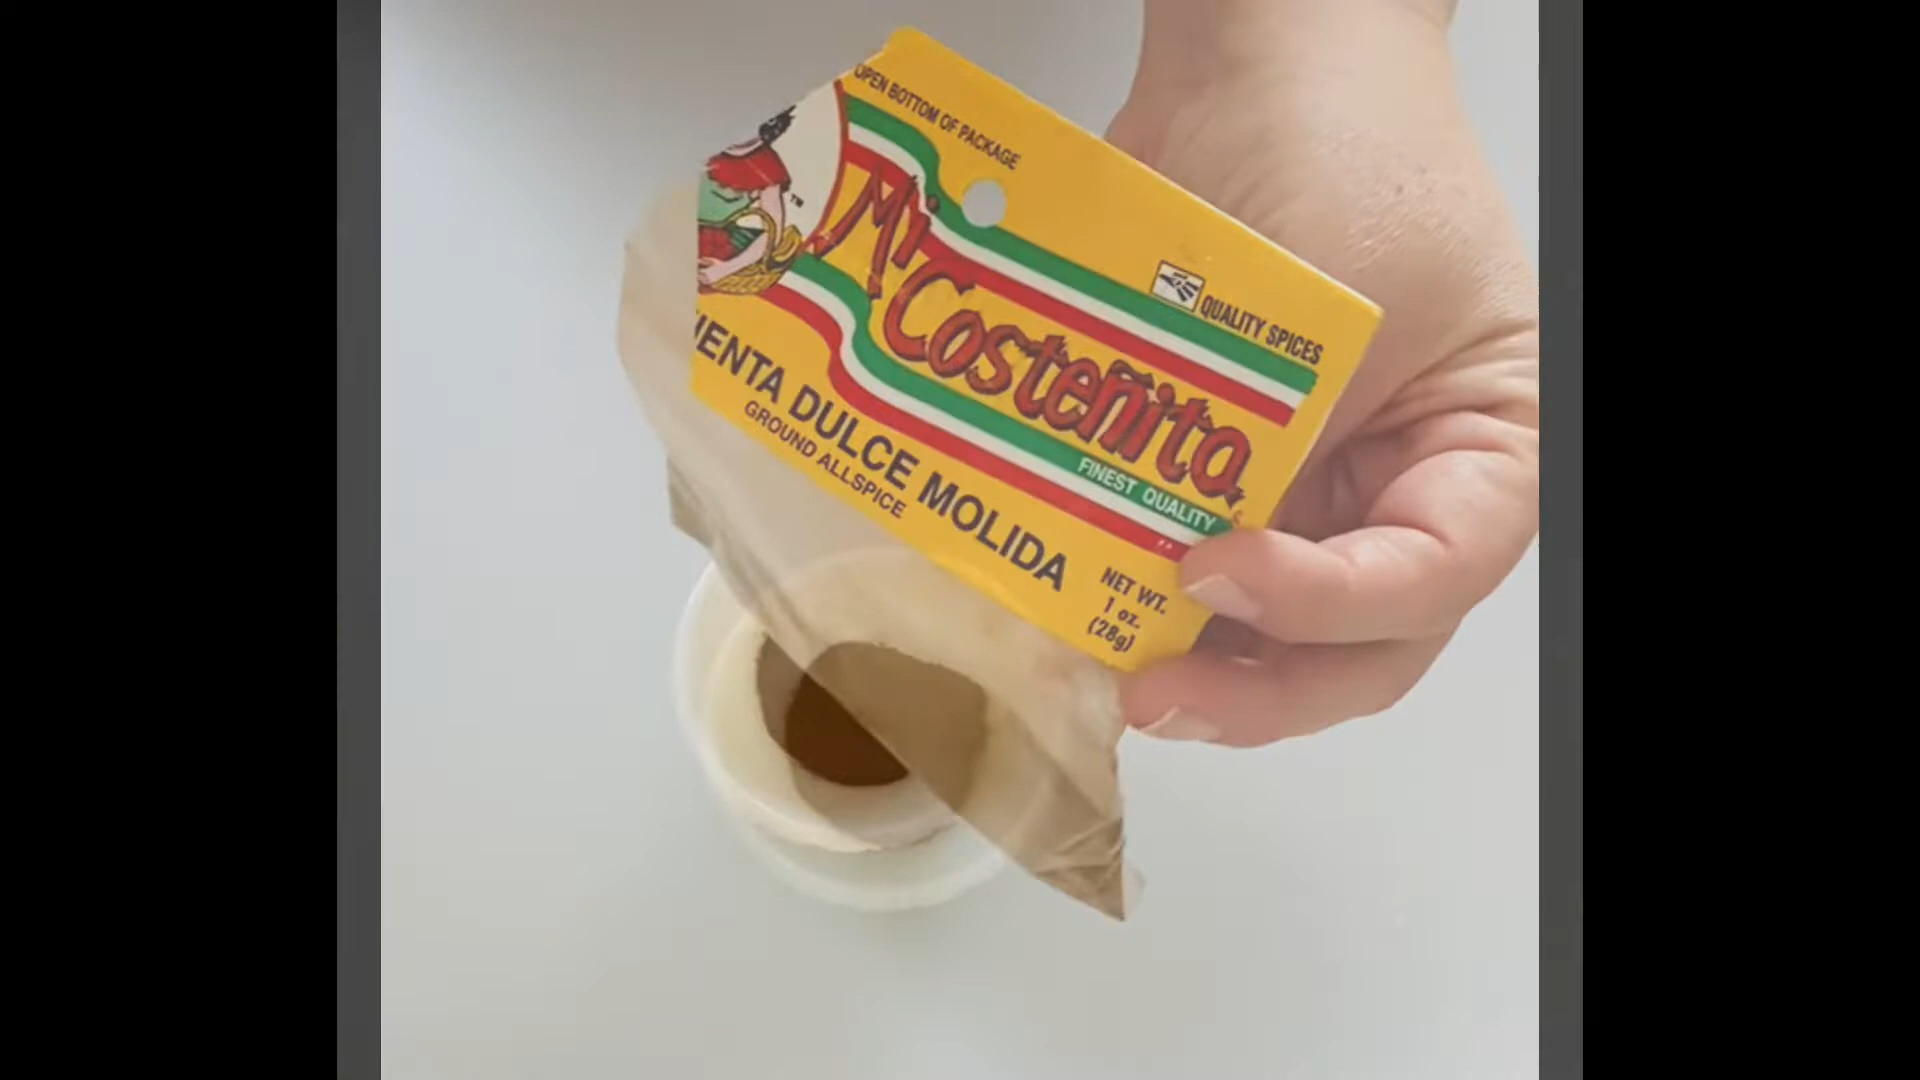 OPEN BOTTOM OF PACKAGE
Mi Costeñita
TM
QUALITY SPICES
FINEST QUALITY
IENTA DULCE MOLIDA
GROUND ALLSPICE
NET WT.
1 oz.
(28g)